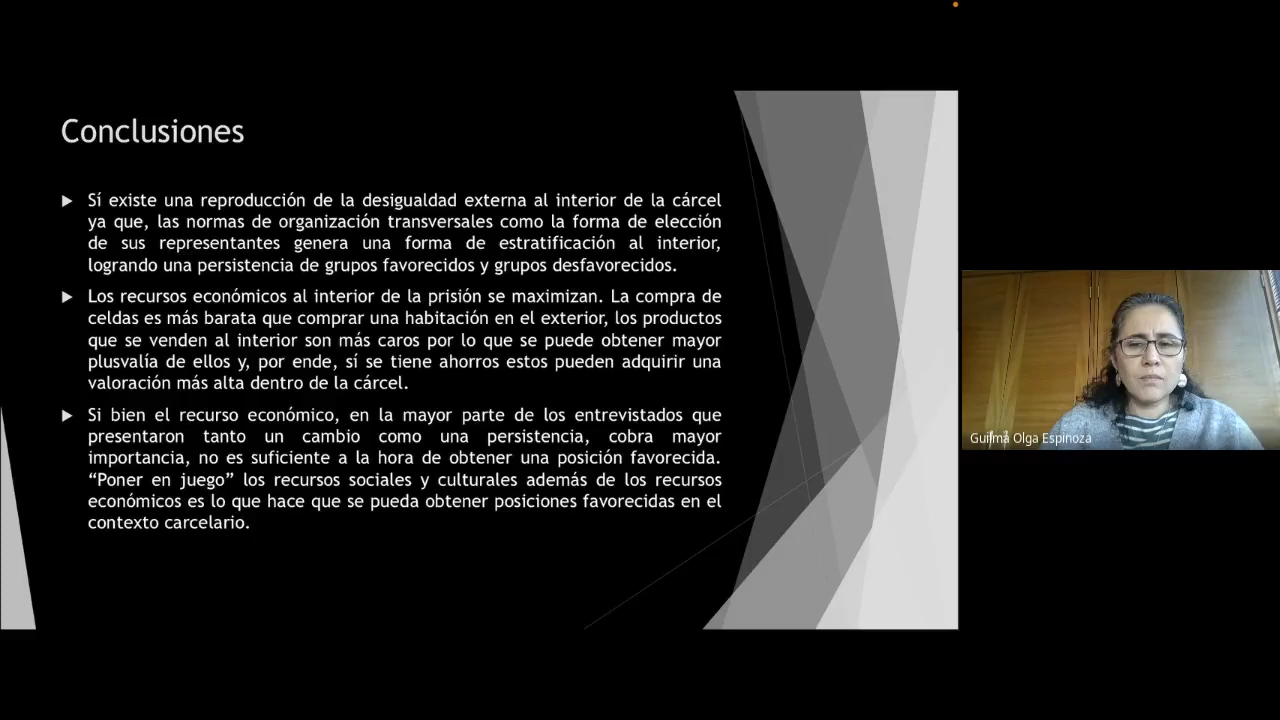 Conclusiones
Sí existe una reproducción de la desigualdad externa al interior de la cárcel
ya que, las normas de organización transversales como la forma de elección
de sus representantes genera una forma de estratificación al interior,
logrando una persistencia de grupos favorecidos y grupos desfavorecidos.
Los recursos económicos al interior de la prisión se maximizan. La compra de
celdas es más barata que comprar una habitación en el exterior, los productos
que se venden al interior son más caros por lo que se puede obtener mayor
plusvalía de ellos y, por ende, sí se tiene ahorros estos pueden adquirir una
valoración más alta dentro de la cárcel.
Si bien el recurso económico, en la mayor parte de los entrevistados que
presentaron tanto un cambio como una persistencia, cobra mayor
importancia, no es suficiente a la hora de obtener una posición favorecida.
“Poner en juego” los recursos sociales y culturales además de los recursos
económicos es lo que hace que se pueda obtener posiciones favorecidas en el
contexto carcelario.
Guilma Olga Espinoza